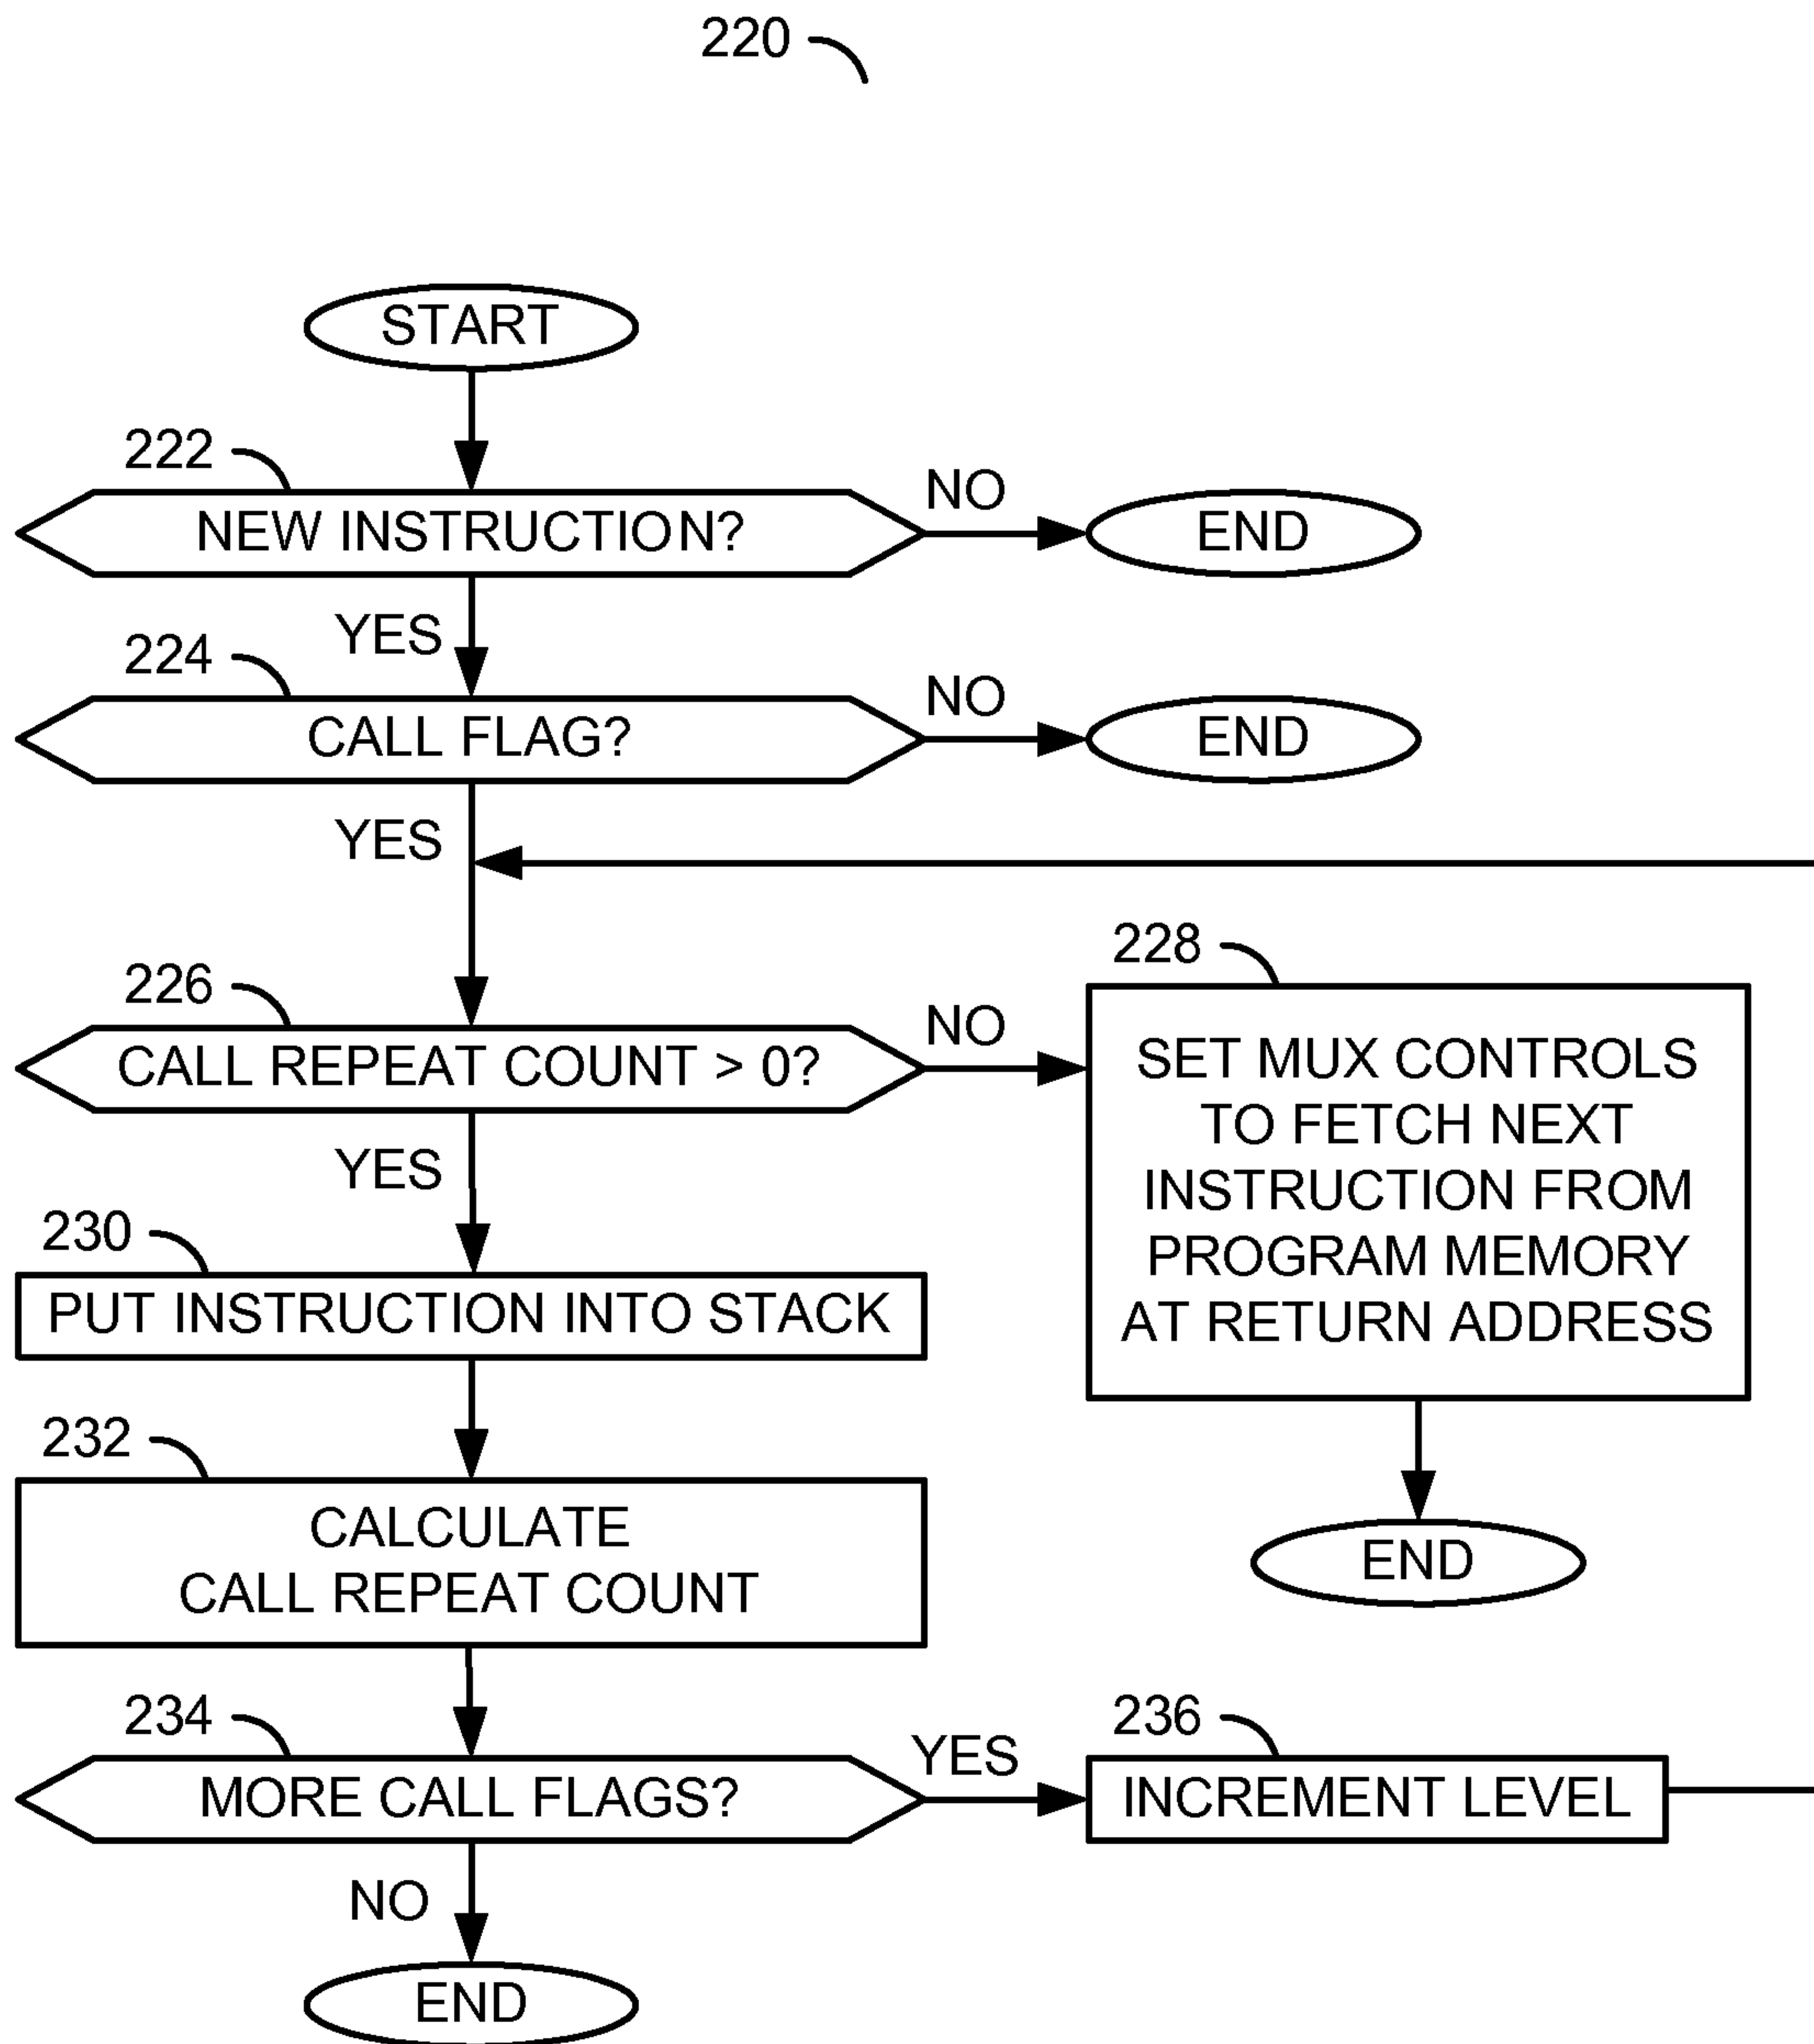 220
START
222
NEW INSTRUCTION?
NO
END
YES
224
CALL FLAG?
NO
END
YES
226
CALL REPEAT COUNT > 0?
NO
228
SET MUX CONTROLS
TO FETCH NEXT
INSTRUCTION FROM
PROGRAM MEMORY
AT RETURN ADDRESS
END
YES
230
PUT INSTRUCTION INTO STACK
232
CALCULATE
CALL REPEAT COUNT
234
MORE CALL FLAGS?
YES
236
INCREMENT LEVEL
NO
END